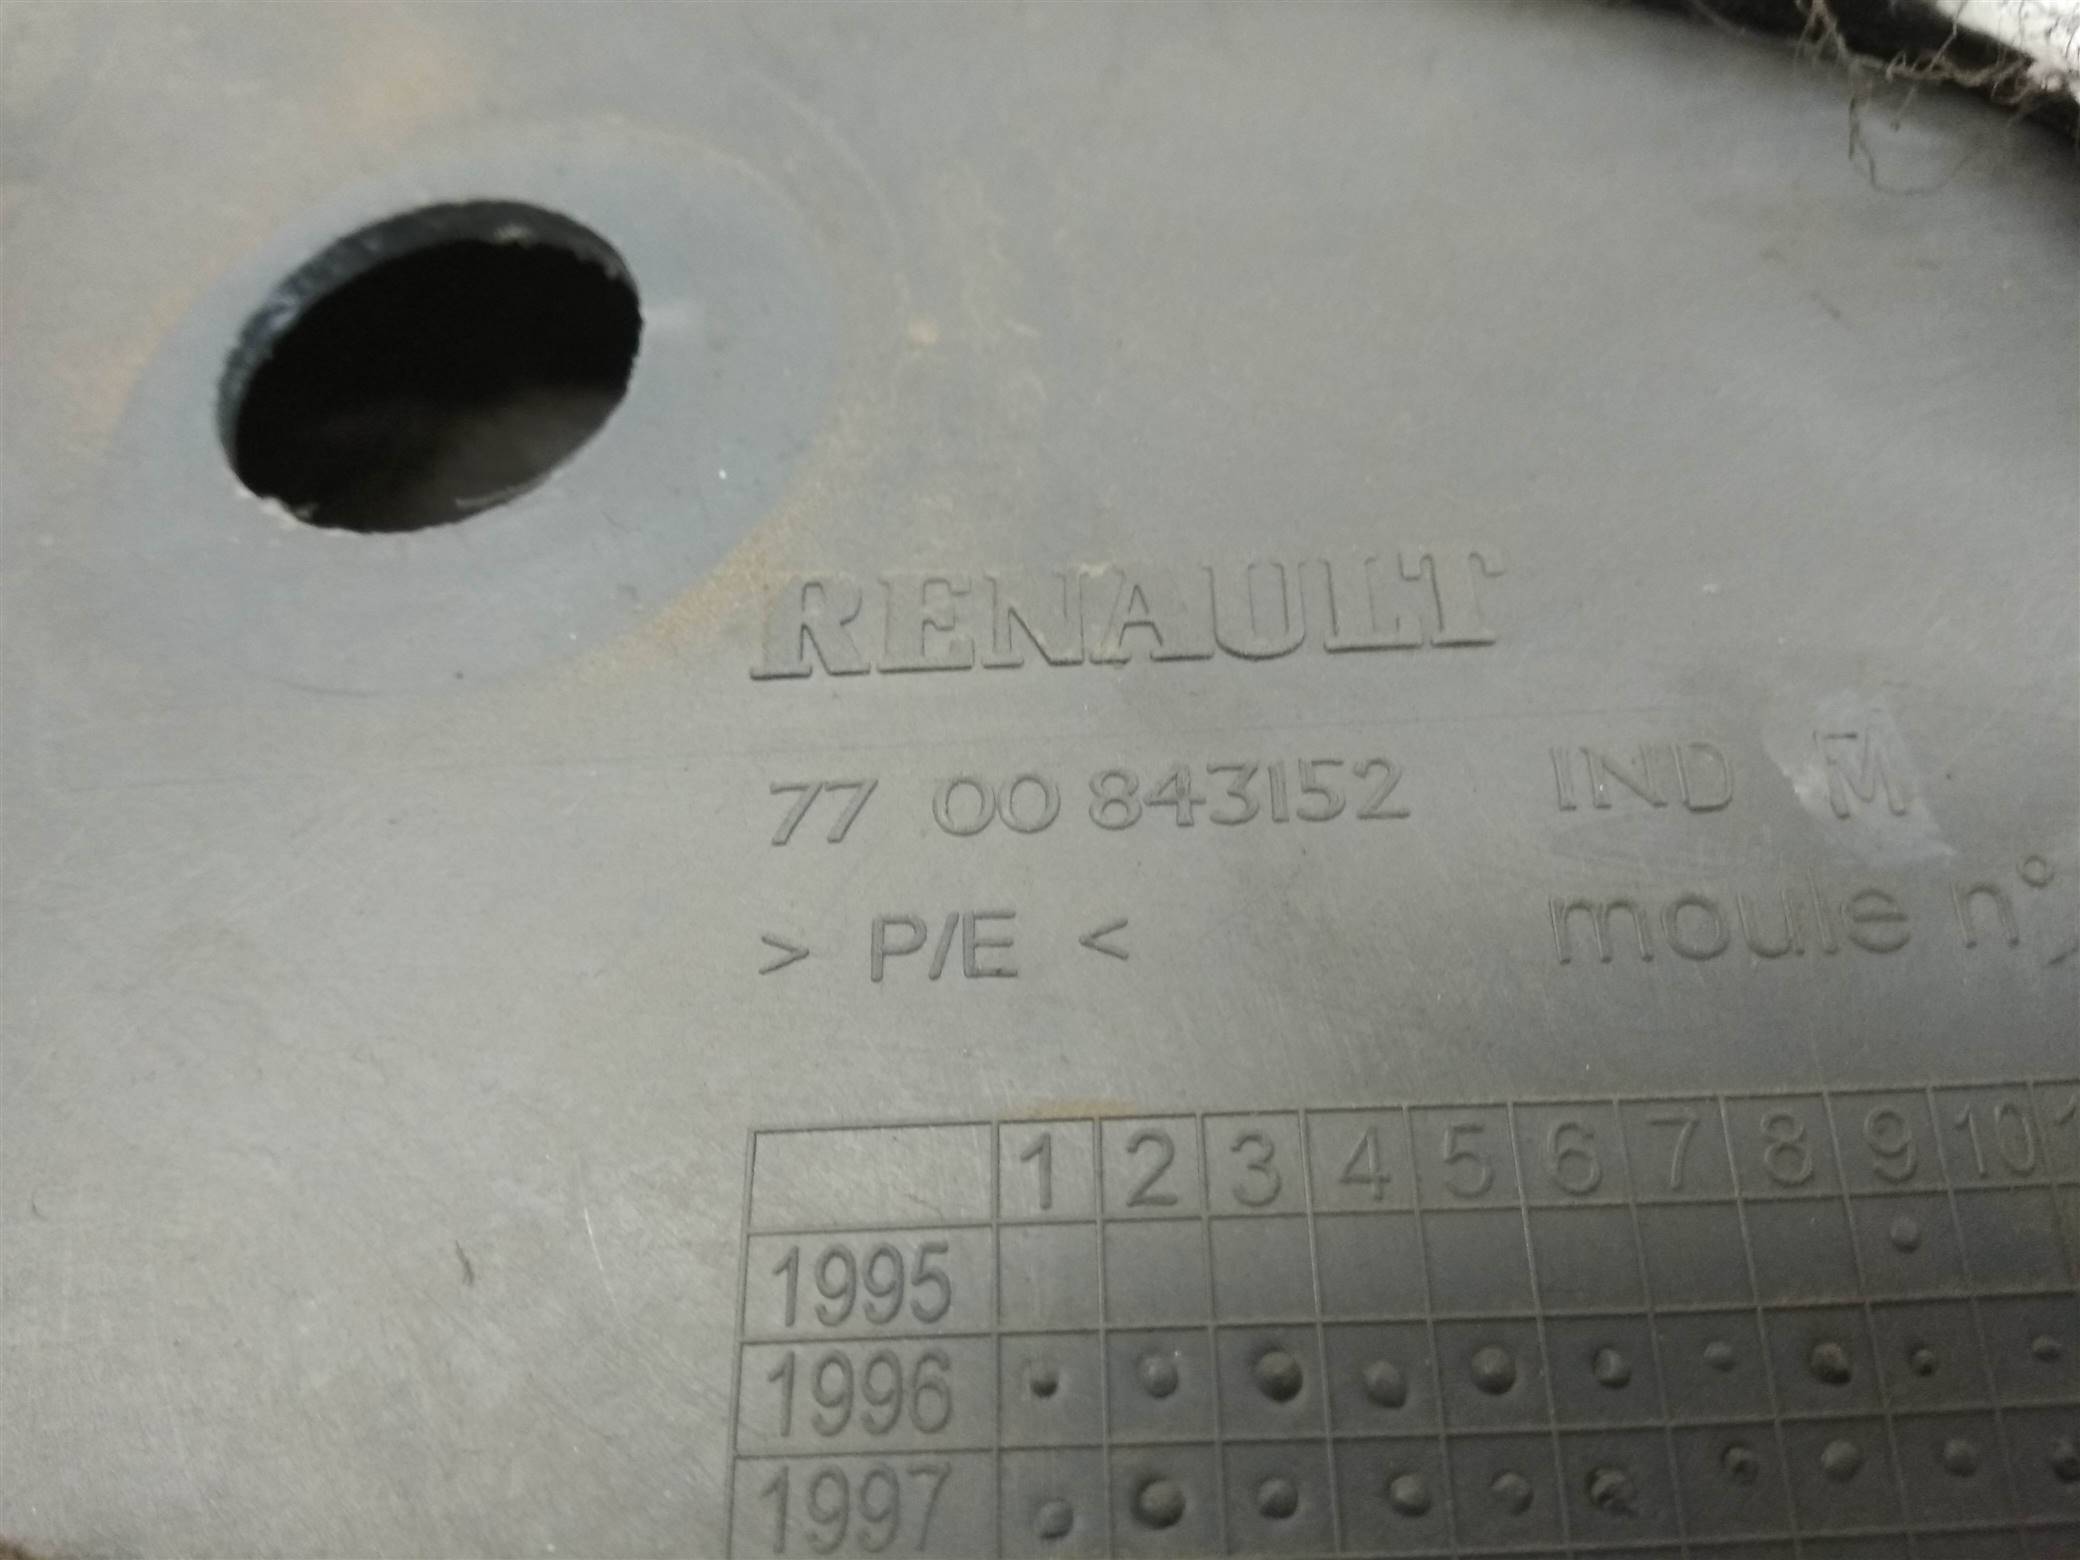 RENAULT
77 00 843152 IND M
> P/E < moule n°
1 2 3 4 5 6 7 8 9 10
1995
1996
1997